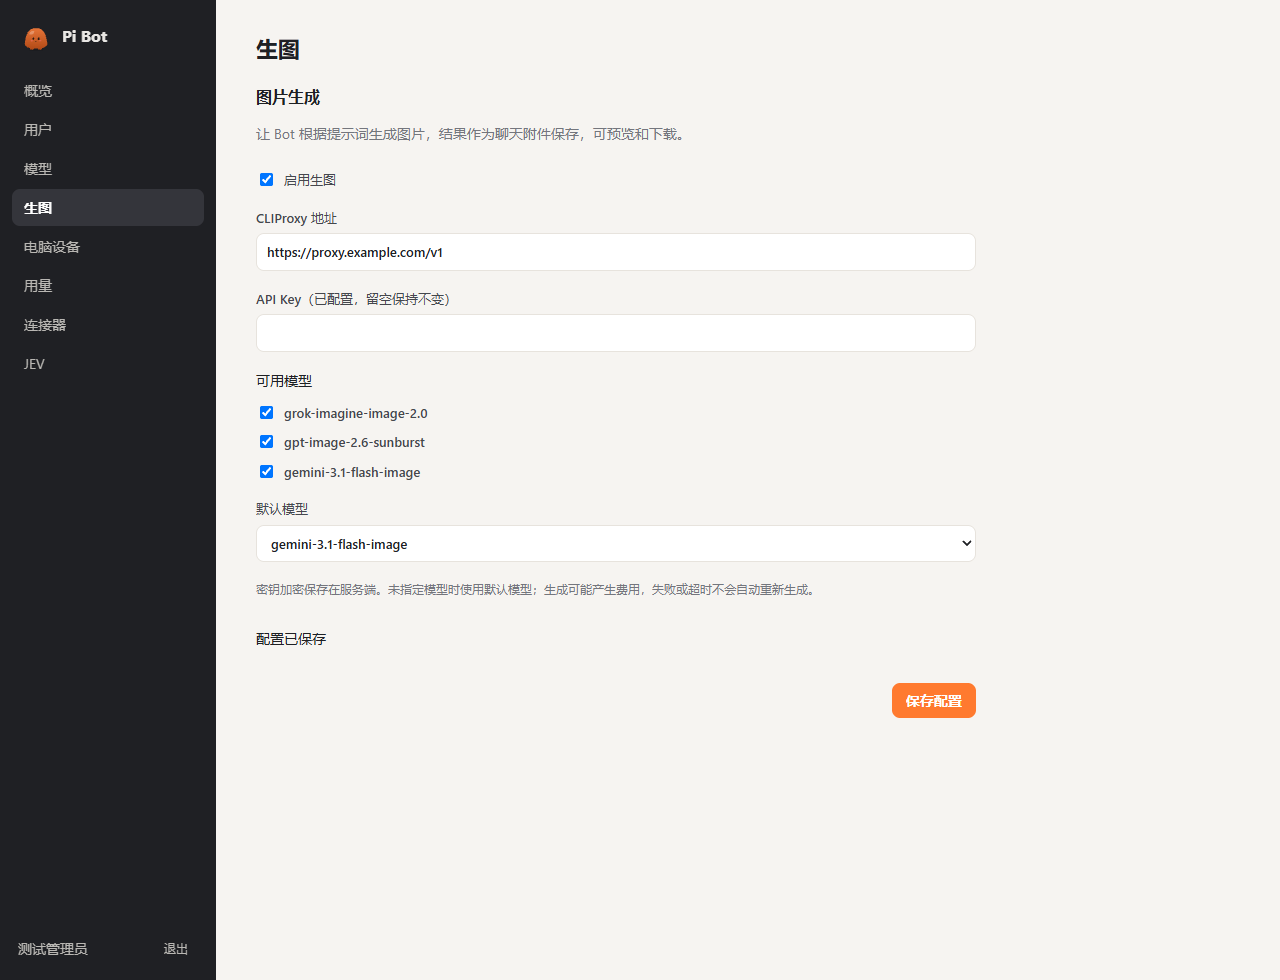 Pi Bot
概览
用户
模型
生图
电脑设备
用量
连接器
JEV
测试管理员
退出
生图
图片生成
让 Bot 根据提示词生成图片，结果作为聊天附件保存，可预览和下载。
启用生图
CLIProxy 地址
https://proxy.example.com/v1
API Key（已配置，留空保持不变）
可用模型
grok-imagine-image-2.0
gpt-image-2.6-sunburst
gemini-3.1-flash-image
默认模型
gemini-3.1-flash-image
密钥加密保存在服务端。未指定模型时使用默认模型；生成可能产生费用，失败或超时不会自动重新生成。
配置已保存
保存配置